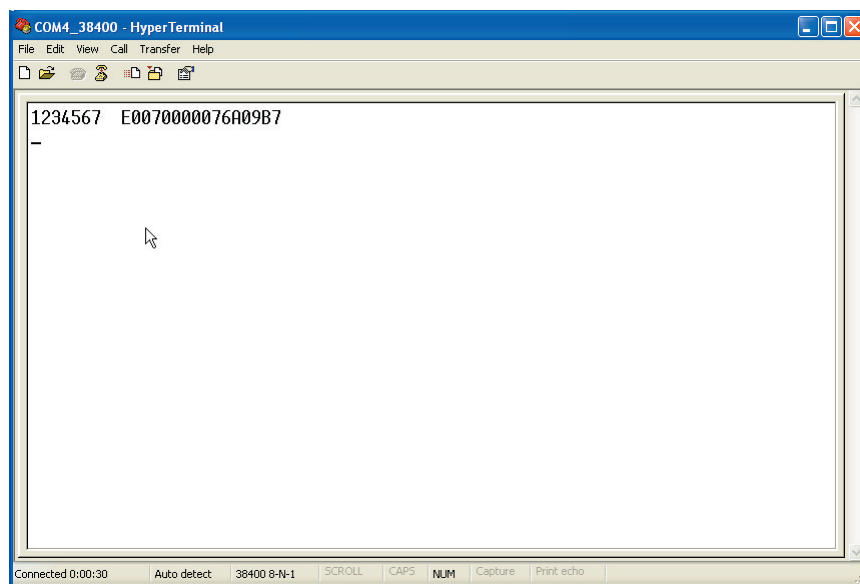 COM4_38400 - HyperTerminal
File Edit View Call Transfer Help
1234567 E0070000076A09B7
Connected 0:00:30 Auto detect 38400 8-N-1 SCROLL CAPS NUM Capture Print echo